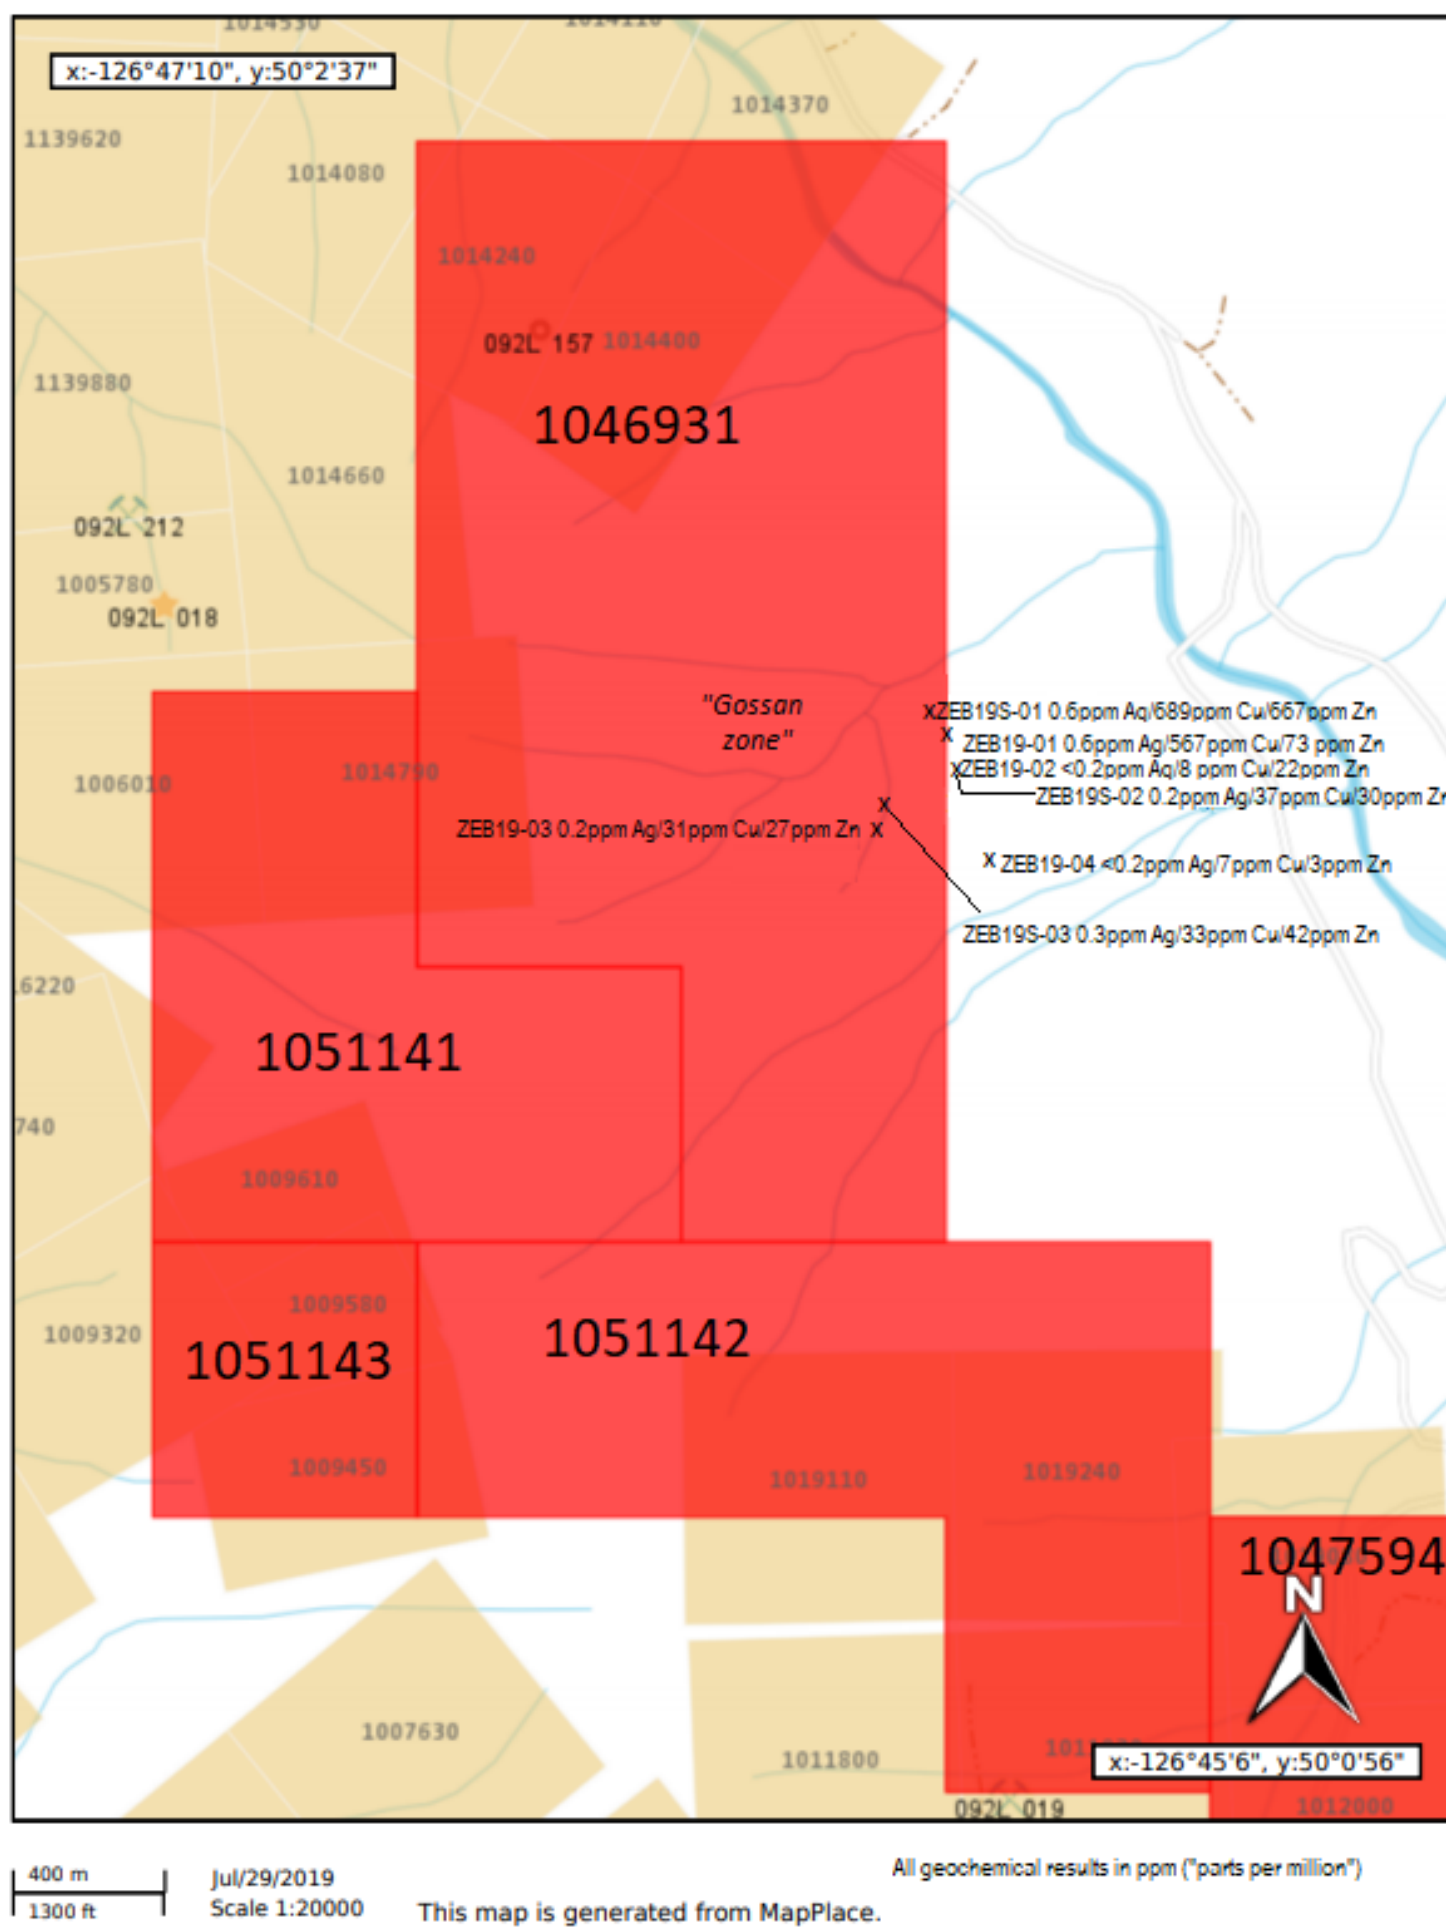 1014530
1014110
x:-126°47'10", y:50°2'37"
1014370
1139620
1014080
1014240
092L 157
1014400
1139880
1046931
1014660
092L 212
1005780
092L 018
"Gossan
zone"
xZEB19S-01 0.6ppm Ag/689ppm Cu/667ppm Zn
x ZEB19-01 0.6ppm Ag/567ppm Cu/73 ppm Zn
xZEB19-02 <0.2ppm Ag/8 ppm Cu/22ppm Zn
1014790
1006010
ZEB19S-02 0.2ppm Ag/37ppm Cu/30ppm Zn
x
ZEB19-03 0.2ppm Ag/31ppm Cu/27ppm Zn x
x ZEB19-04 <0.2ppm Ag/7ppm Cu/3ppm Zn
ZEB19S-03 0.3ppm Ag/33ppm Cu/42ppm Zn
6220
1051141
740
1009610
1009580
1009320
1051143
1051142
1009450
1019110
1019240
1047594
N
1007630
1011800
x:-126°45'6", y:50°0'56"
092L 019
1012000
400 m
1300 ft
Jul/29/2019
Scale 1:20000
This map is generated from MapPlace.
All geochemical results in ppm ("parts per million")